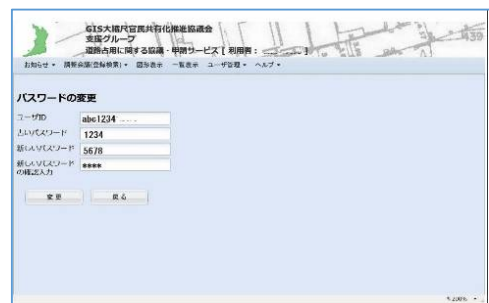 GIS大縮尺官民共有化推進協議会
支援グループ
道路占用に関する協議・申請サービス [ 利用者:
お知らせ 調整会議(登録検索) 図形表示 一覧表示 ユーザ管理 ヘルプ
パスワードの変更
ユーザID abc1234
古いパスワード 1234
新しいパスワード 5678
新しいパスワード ****
の確認入力
変更 戻る